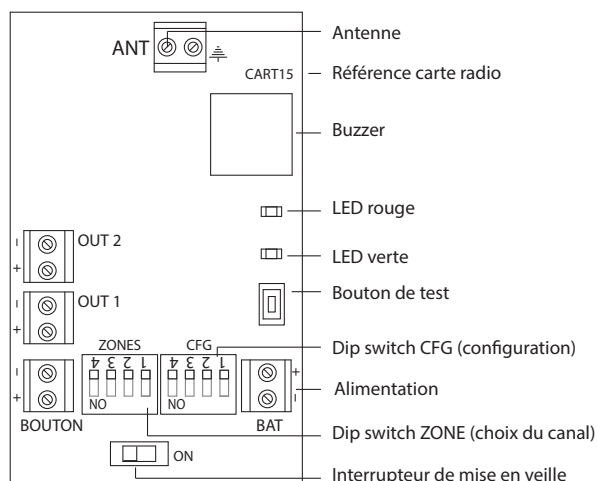 ANT
Antenne
CART15
Référence carte radio
Buzzer
LED rouge
OUT 2
- +
LED verte
OUT 1
- +
Bouton de test
ZONES
CFG
4 3 2 1
4 3 2 1
NO
NO
Dip switch CFG (configuration)
- +
+ -
Alimentation
BOUTON
BAT
Dip switch ZONE (choix du canal)
ON
Interrupteur de mise en veille